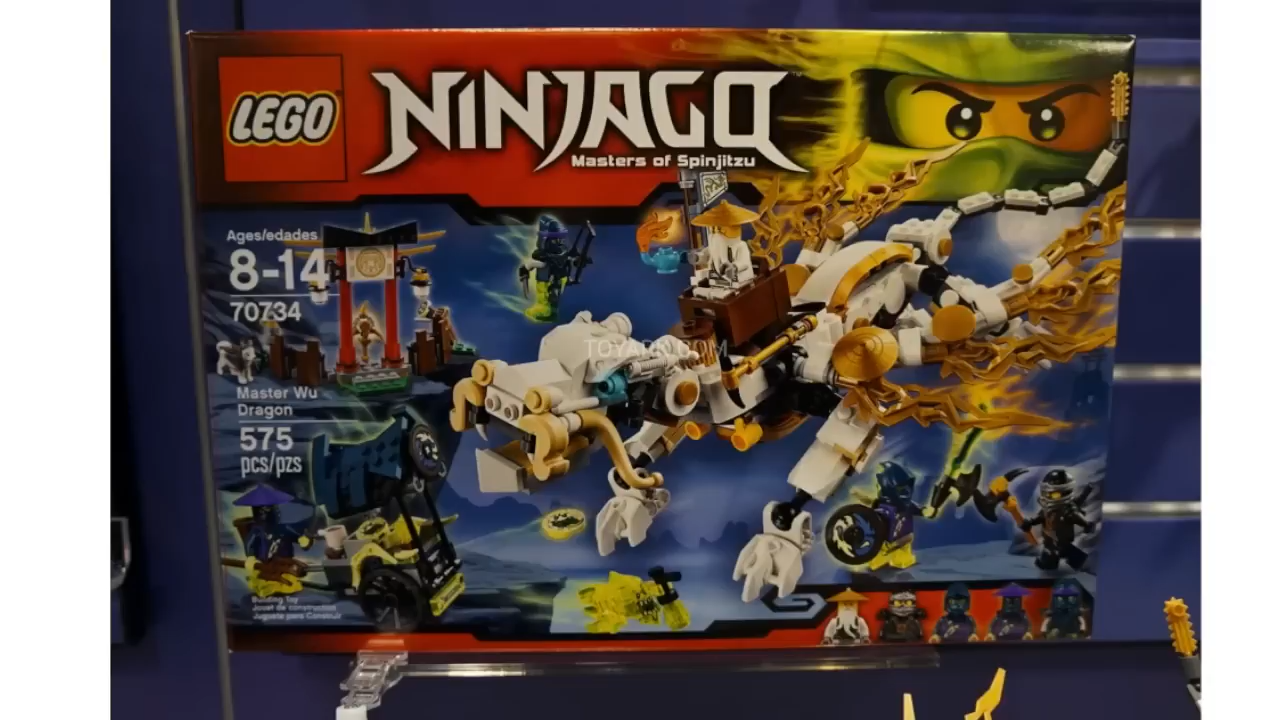 LEGO
NINJAGO
Masters of Spinjitzu
Ages/edades
8-14
70734
TOYARK.COM
Master Wu
Dragon
575
pcs/pzs
Building Toy
Jouet de construction
Juguete para Construir